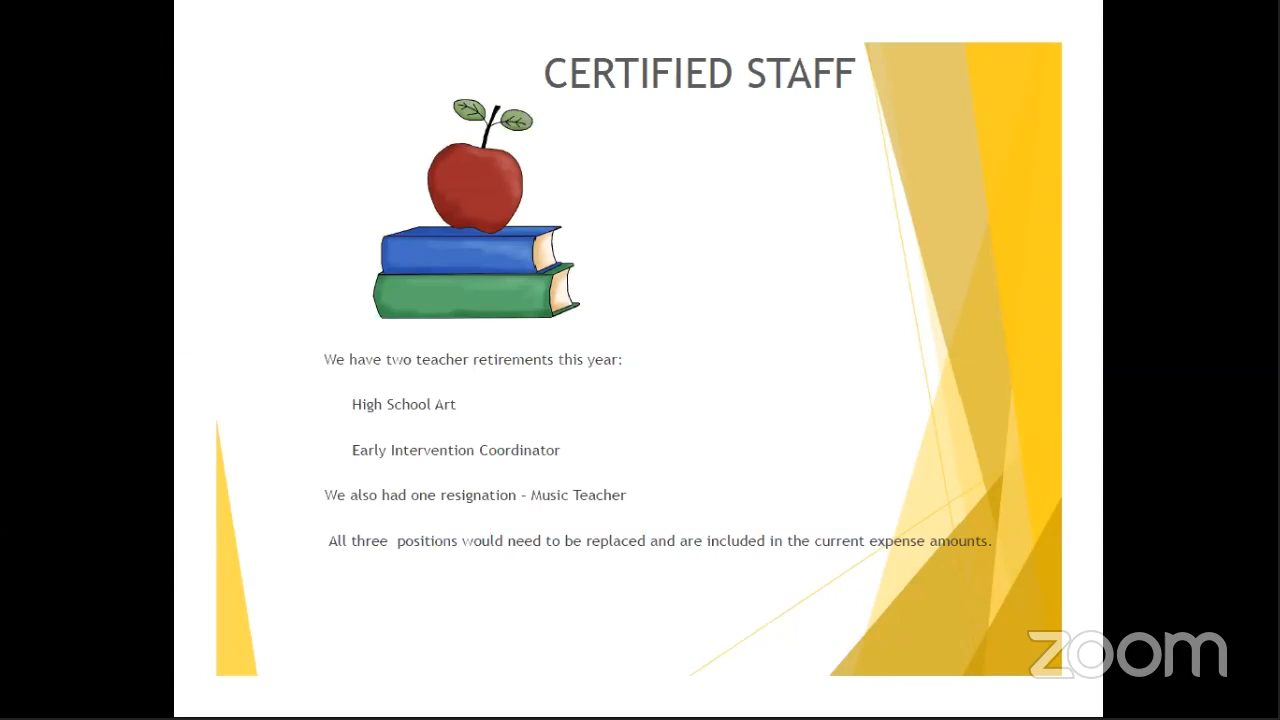 CERTIFIED STAFF
We have two teacher retirements this year:
High School Art
Early Intervention Coordinator
We also had one resignation – Music Teacher
All three  positions would need to be replaced and are included in the current expense amounts.
zoom